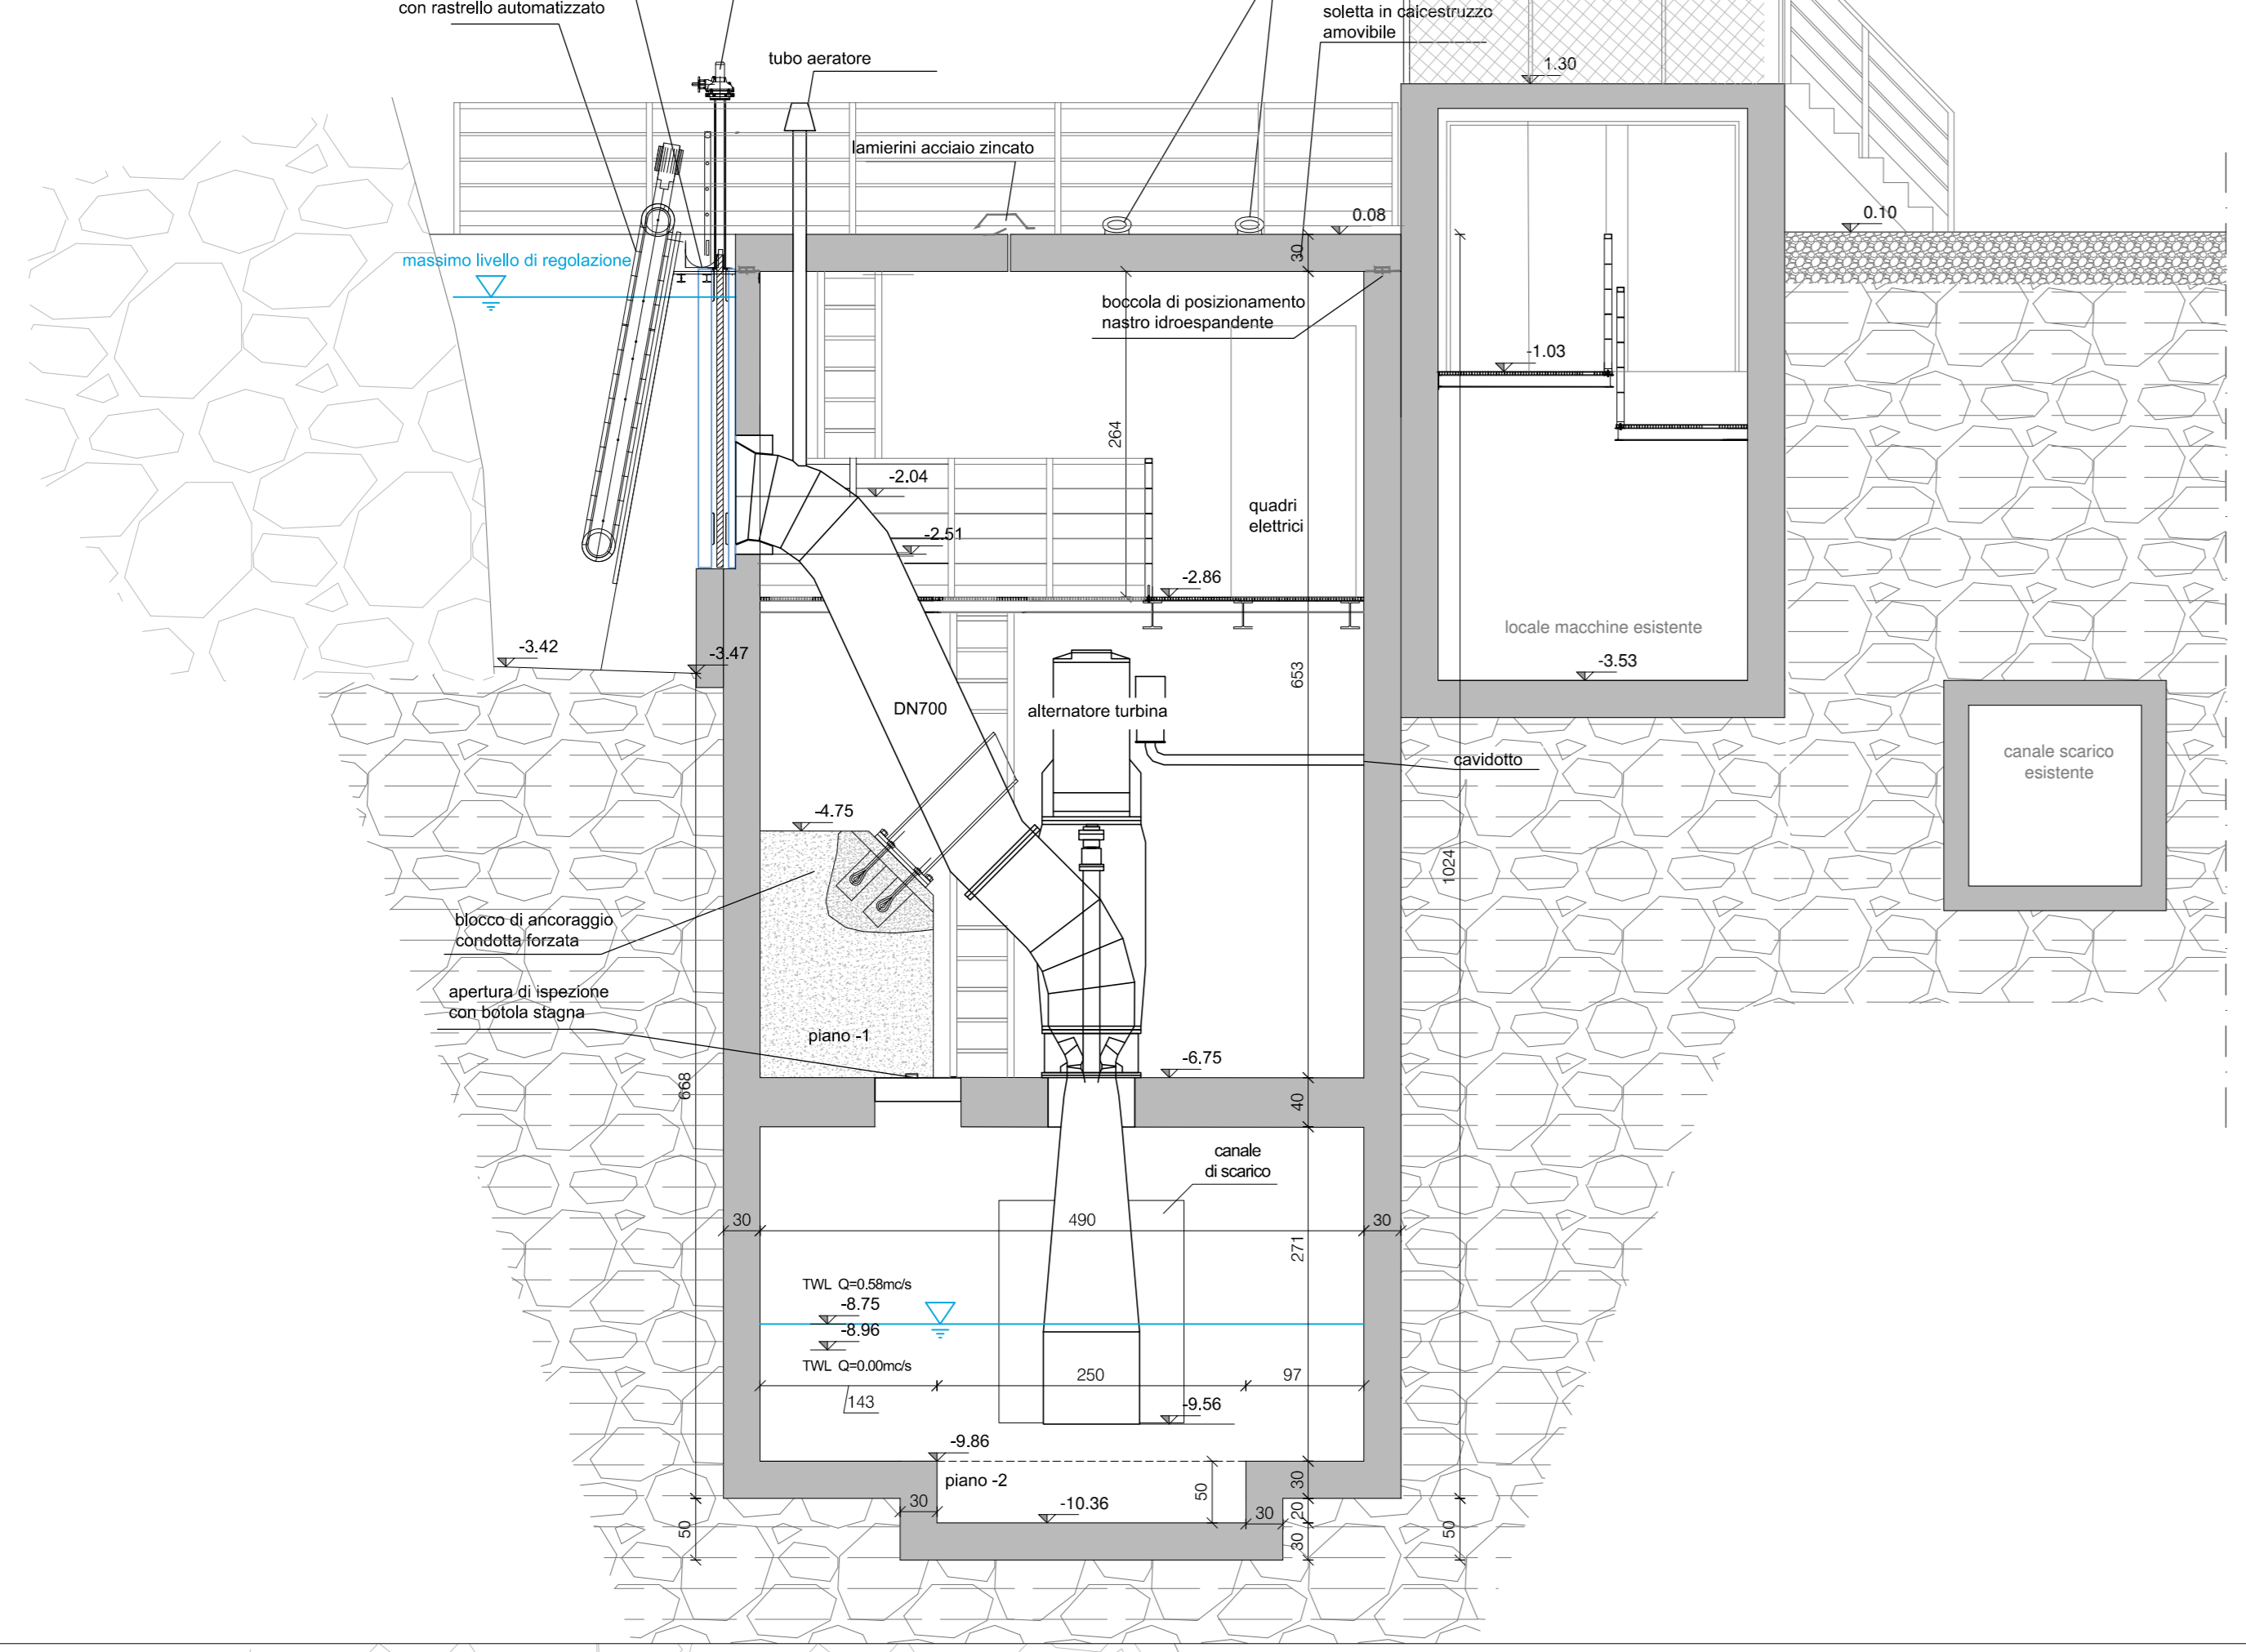 con rastrello automatizzato
soletta in calcestruzzo
amovibile
tubo aeratore
1.30
lamierini acciaio zincato
0.08
0.10
30
massimo livello di regolazione
boccola di posizionamento
nastro idroespandente
-1.03
264
-2.04
quadri
elettrici
-2.51
-2.86
locale macchine esistente
-3.42
-3.47
-3.53
653
DN700
alternatore turbina
cavidotto
canale scarico
esistente
-4.75
1024
blocco di ancoraggio
condotta forzata
apertura di ispezione
con botola stagna
piano -1
-6.75
668
40
canale
di scarico
30
490
30
271
TWL Q=0.58mc/s
-8.75
-8.96
TWL Q=0.00mc/s
250
97
143
-9.56
-9.86
piano -2
50
30
30
-10.36
30
20
50
50
30